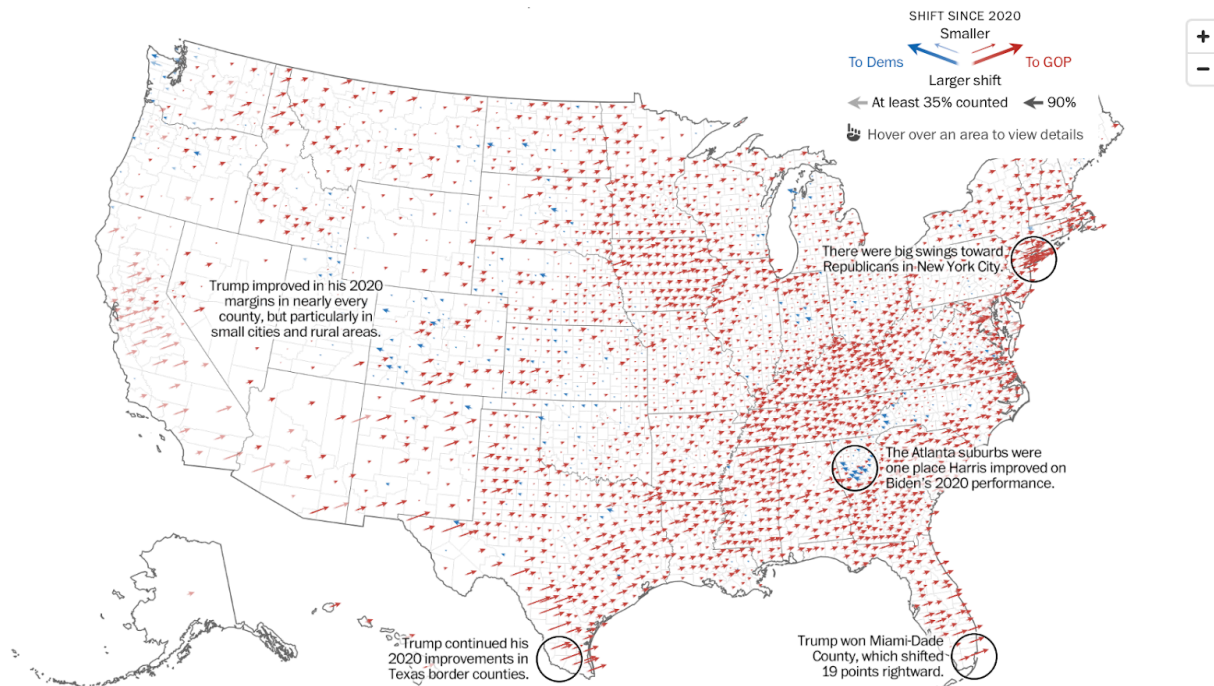 SHIFT SINCE 2020
Smaller
To Dems
To GOP
Larger shift
At least 35% counted
90%
Hover over an area to view details
+
−
There were big swings toward
Republicans in New York City.
Trump improved in his 2020
margins in nearly every
county, but particularly in
small cities and rural areas.
The Atlanta suburbs were
one place Harris improved on
Biden's 2020 performance.
Trump continued his
2020 improvements in
Texas border counties.
Trump won Miami-Dade
County, which shifted
19 points rightward.